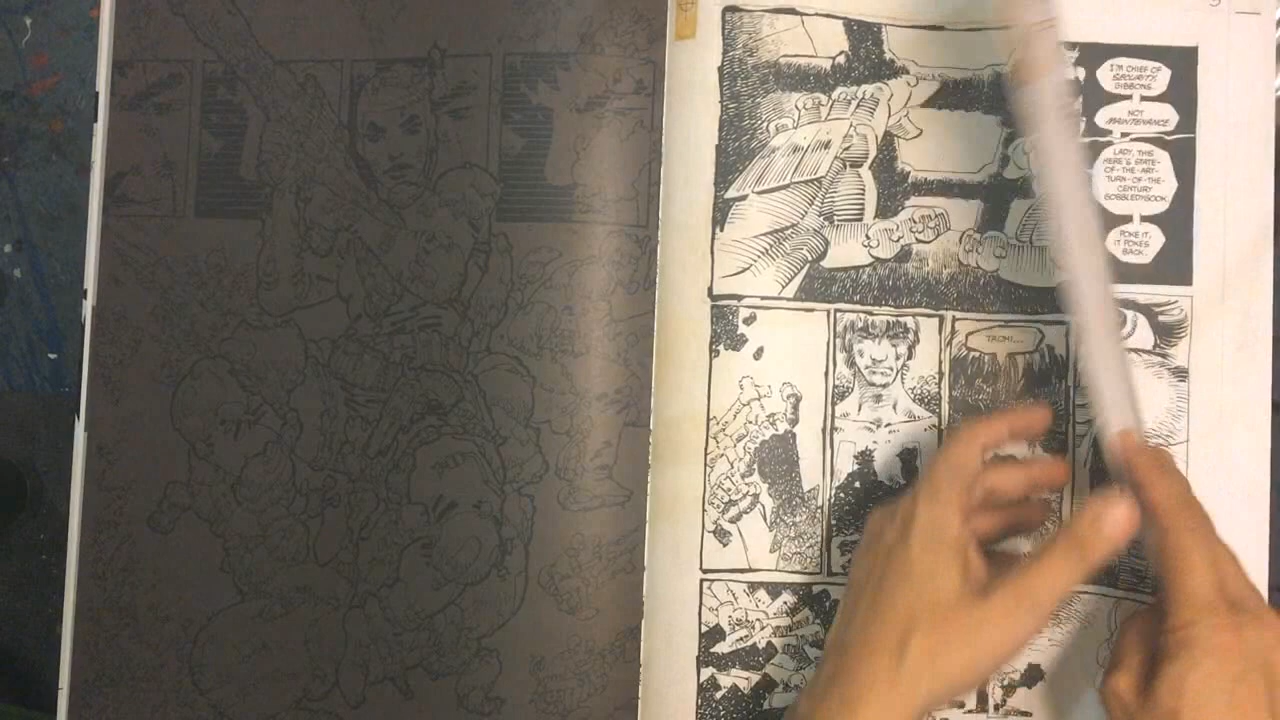 I'M CHIEF OF
SECURITY,
GIBBONS.
NOT
MAINTENANCE.
LADY, THIS
HERE'S STATE-
OF-THE-ART-
TURN-OF-THE-
CENTURY
GOBBLEDYGOOK.
POKE IT,
IT POKES
BACK.
TAOMI...